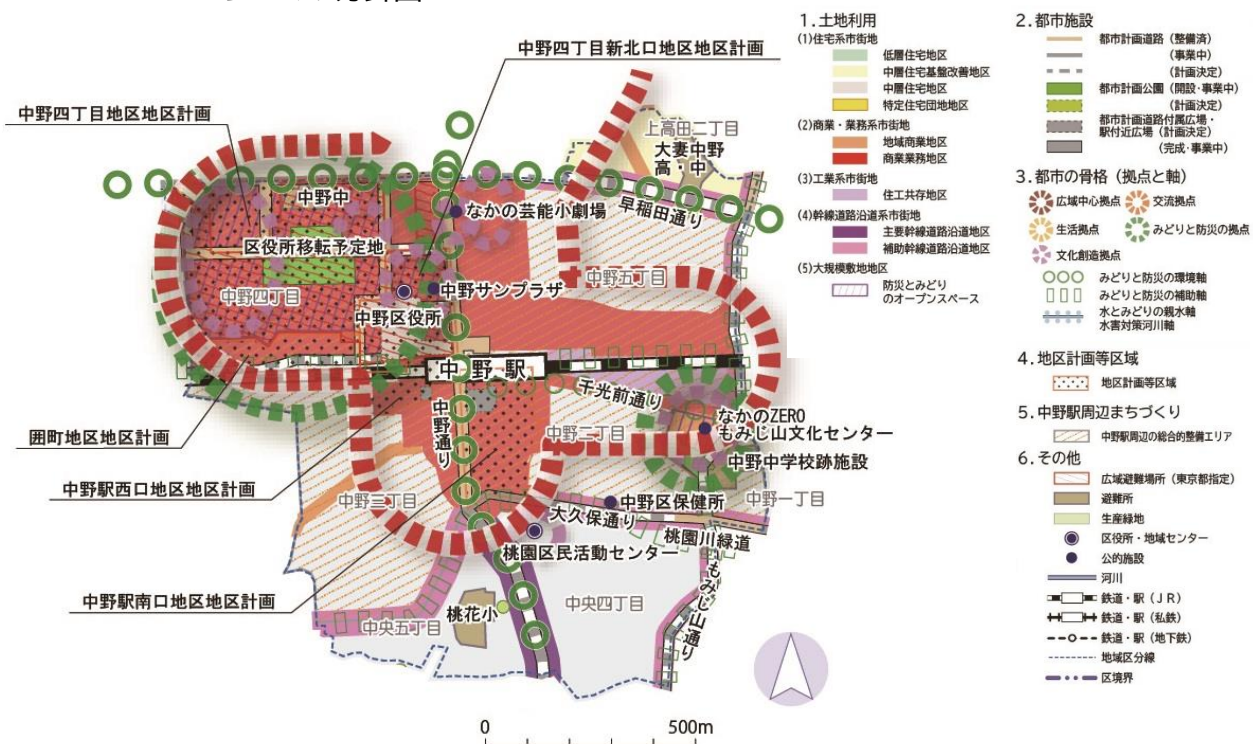 中野四丁目新北口地区地区計画
中野四丁目地区地区計画
上高田二丁目
大妻中野
高・中
中野中
なかの芸能小劇場
早稲田通り
区役所移転予定地
中野五丁目
中野四丁目
中野サンプラザ
中野区役所
中野駅
千光前通り
中野通り
なかのZERO
もみじ山文化センター
中野二丁目
囲町地区地区計画
中野中学校跡施設
中野駅西口地区地区計画
中野三丁目
中野区保健所
中野一丁目
大久保通り
桃園川緑道
桃園区民活動センター
もみじ山通り
中野駅南口地区地区計画
桃花小
中央四丁目
中央五丁目
0 500m
1.土地利用
(1)住宅系市街地
低層住宅地区
中層住宅基盤改善地区
中層住宅地区
特定住宅団地地区
(2)商業・業務系市街地
地域商業地区
商業業務地区
(3)工業系市街地
住工共存地区
(4)幹線道路沿道系市街地
主要幹線道路沿道地区
補助幹線道路沿道地区
(5)大規模敷地地区
防災とみどり
のオープンスペース
2.都市施設
都市計画道路(整備済)
(事業中)
(計画決定)
都市計画公園(開設・事業中)
(計画決定)
都市計画道路付属広場・
駅付近広場(計画決定)
(完成・事業中)
3.都市の骨格(拠点と軸)
広域中心拠点 交流拠点
生活拠点 みどりと防災の拠点
文化創造拠点
みどりと防災の環境軸
みどりと防災の補助軸
水とみどりの親水軸
水害対策河川軸
4.地区計画等区域
地区計画等区域
5.中野駅周辺まちづくり
中野駅周辺の総合的整備エリア
6.その他
広域避難場所(東京都指定)
避難所
生産緑地
区役所・地域センター
公的施設
河川
鉄道・駅(JR)
鉄道・駅(私鉄)
鉄道・駅(地下鉄)
地域区分線
区境界